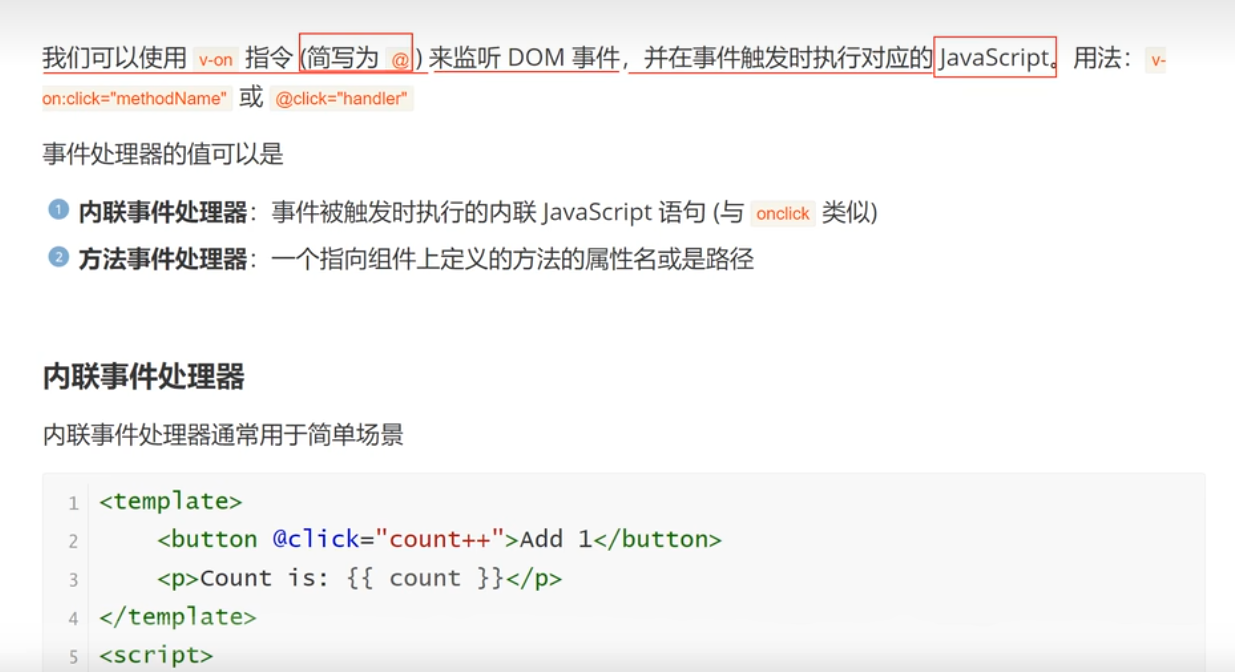 我们可以使用 v-on 指令 (简写为 @) 来监听 DOM 事件，并在事件触发时执行对应的 JavaScript。用法：v-
on:click="methodName" 或 @click="handler"
事件处理器的值可以是
1 内联事件处理器：事件被触发时执行的内联 JavaScript 语句 (与 onclick 类似)
2 方法事件处理器：一个指向组件上定义的方法的属性名或是路径
内联事件处理器
内联事件处理器通常用于简单场景
1 <template>
2     <button @click="count++">Add 1</button>
3     <p>Count is: {{ count }}</p>
4 </template>
5 <script>